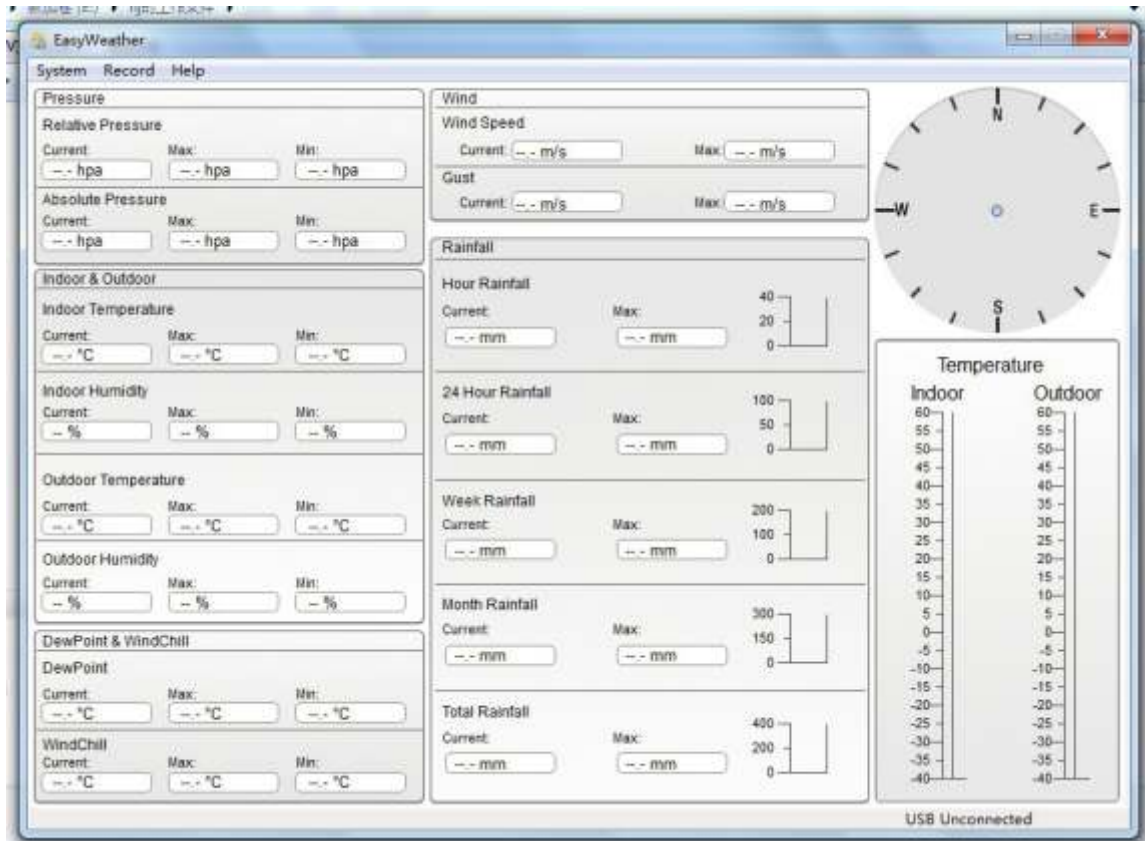 EasyWeather
System Record Help
Pressure
Relative Pressure
Current: Max: Min:
--.- hpa --.- hpa --.- hpa
Absolute Pressure
Current: Max: Min:
--.- hpa --.- hpa --.- hpa
Indoor & Outdoor
Indoor Temperature
Current: Max: Min:
--.- °C --.- °C --.- °C
Indoor Humidity
Current: Max: Min:
-- % -- % -- %
Outdoor Temperature
Current: Max: Min:
--.- °C --.- °C --.- °C
Outdoor Humidity
Current: Max: Min:
-- % -- % -- %
DewPoint & WindChill
DewPoint
Current: Max: Min:
--.- °C --.- °C --.- °C
WindChill
Current: Max: Min:
--.- °C --.- °C --.- °C
Wind
Wind Speed
Current: --.- m/s Max: --.- m/s
Gust
Current: --.- m/s Max: --.- m/s
Rainfall
Hour Rainfall
Current: Max:
--.- mm --.- mm
40
20
0
24 Hour Rainfall
Current: Max:
--.- mm --.- mm
100
50
0
Week Rainfall
Current: Max:
--.- mm --.- mm
200
100
0
Month Rainfall
Current: Max:
--.- mm --.- mm
300
150
0
Total Rainfall
Current: Max:
--.- mm --.- mm
400
200
0
N
W E
S
Temperature
Indoor Outdoor
60 60
55 55
50 50
45 45
40 40
35 35
30 30
25 25
20 20
15 15
10 10
5 5
0 0
-5 -5
-10 -10
-15 -15
-20 -20
-25 -25
-30 -30
-35 -35
-40 -40
USB Unconnected